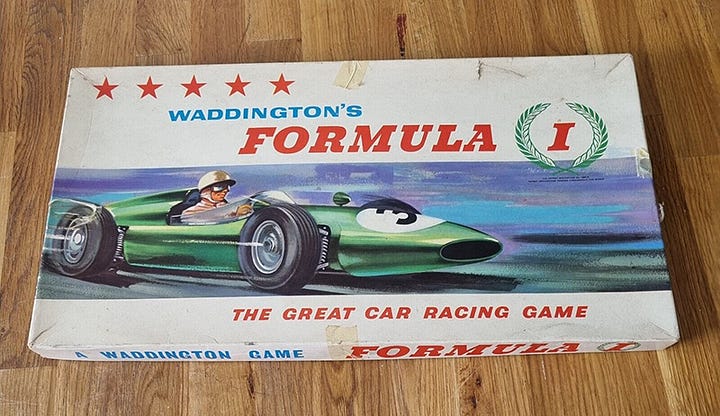 WADDINGTON'S
FORMULA I
3
THE GREAT CAR RACING GAME
A WADDINGTON GAME FORMULA I